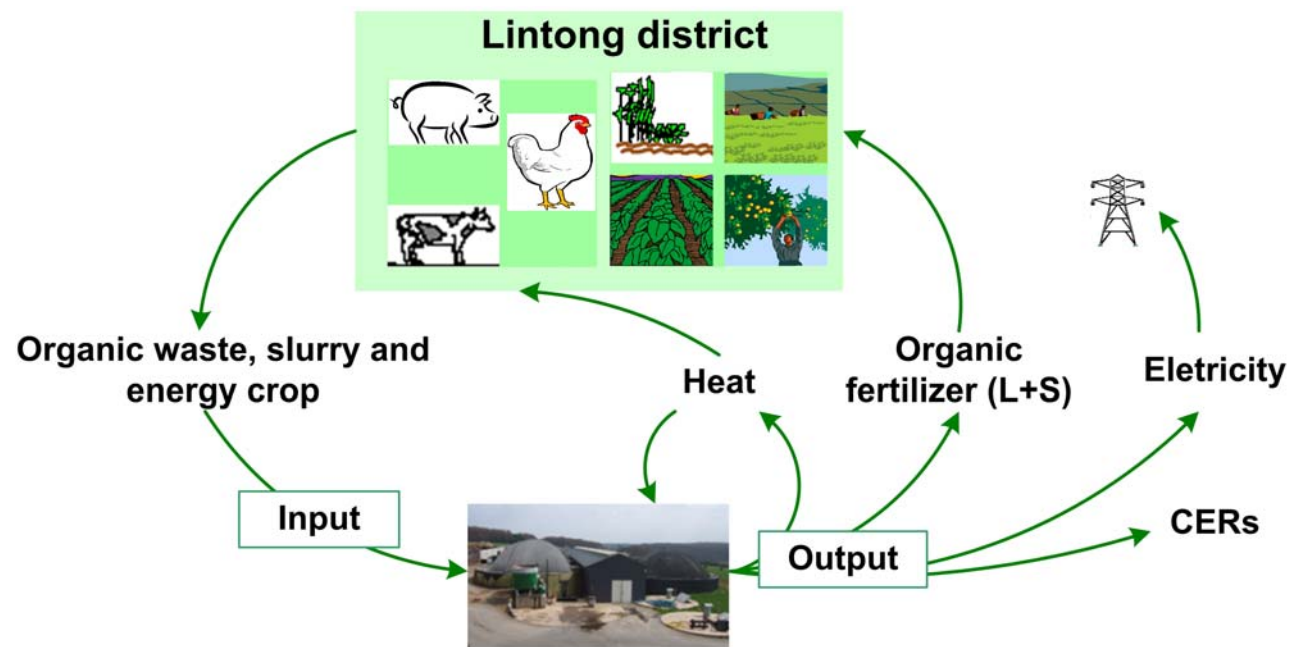 Lintong district
Organic waste, slurry and
energy crop
Heat
Organic
fertilizer (L+S)
Eletricity
Input
Output
CERs